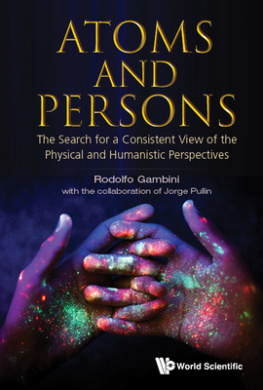 ATOMS
AND
PERSONS
The Search for a Consistent View of the
Physical and Humanistic Perspectives
Rodolfo Gambini
with the collaboration of Jorge Pullin
World Scientific